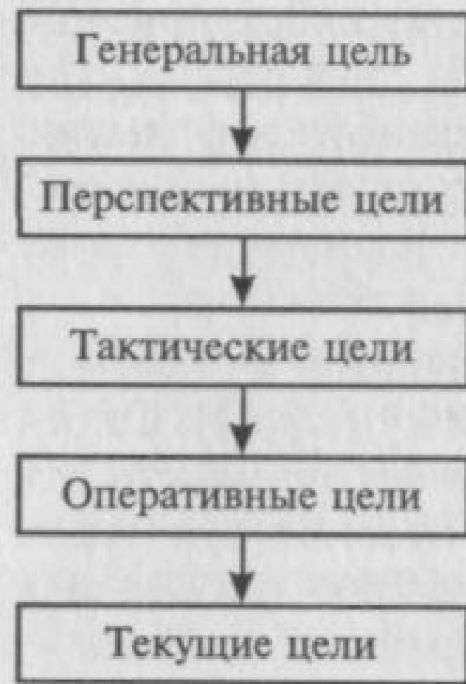 Генеральная цель
Перспективные цели
Тактические цели
Оперативные цели
Текущие цели